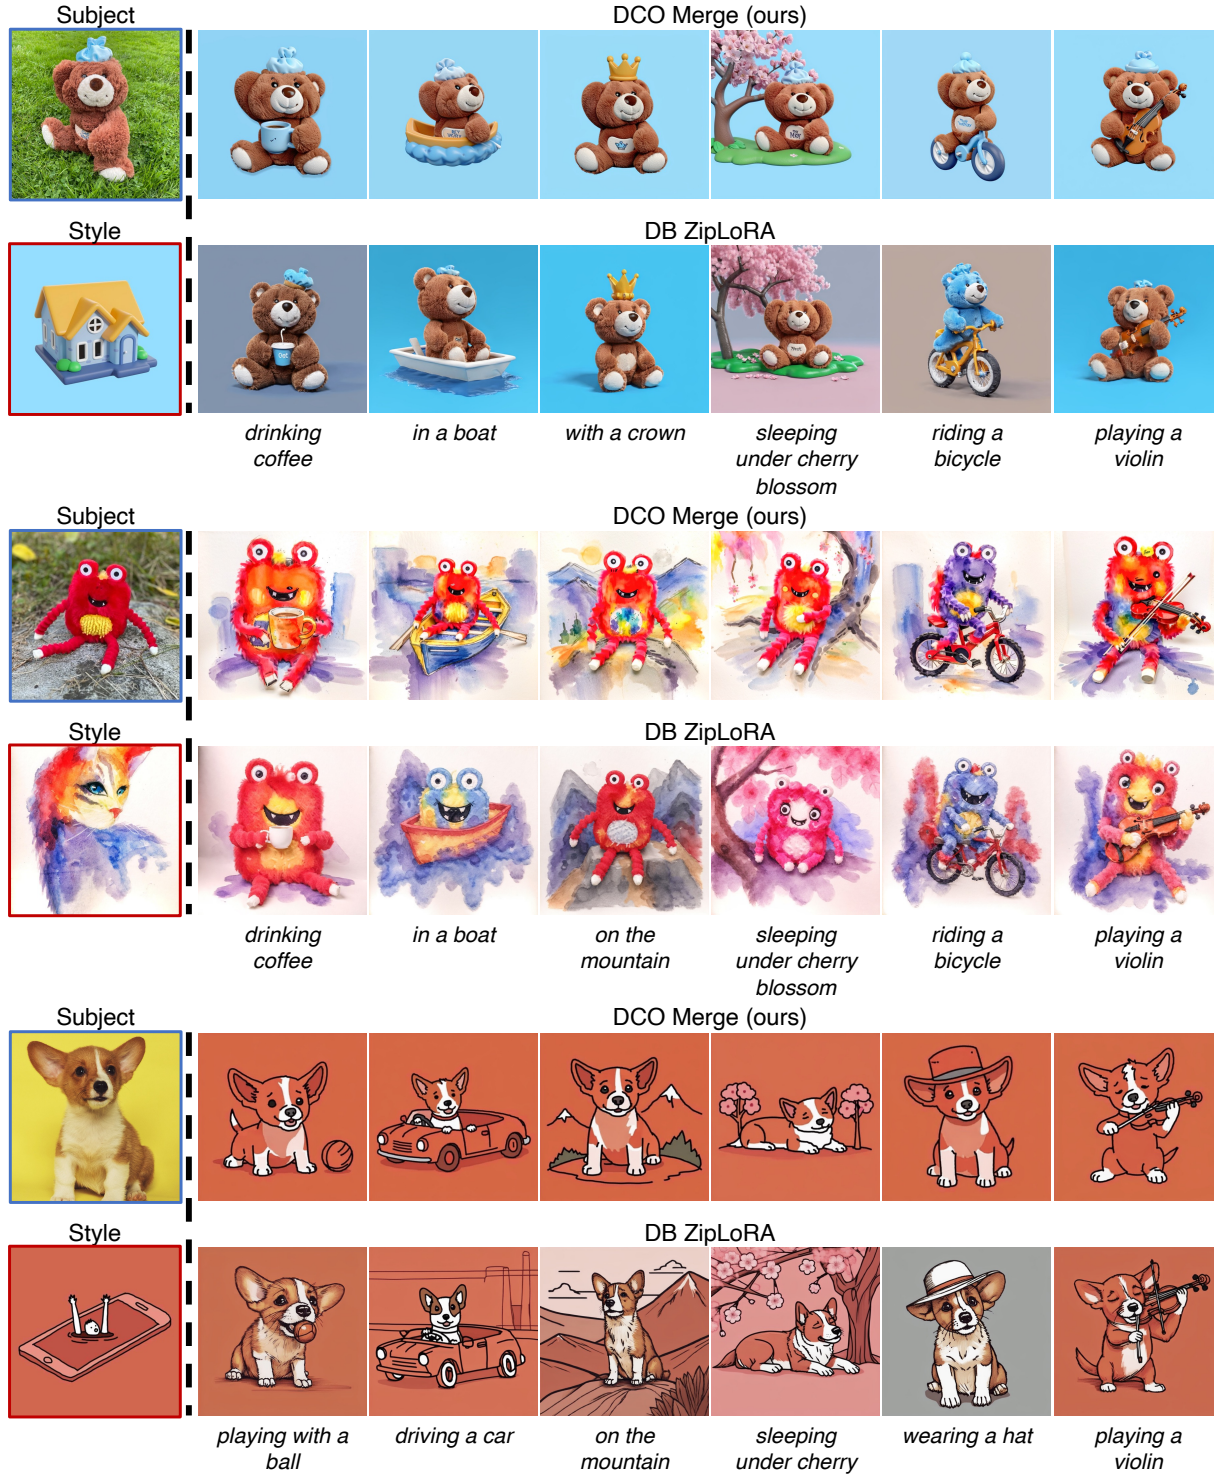 Subject
DCO Merge (ours)
Style
DB ZipLoRA
drinking coffee
in a boat
with a crown
sleeping under cherry blossom
riding a bicycle
playing a violin
Subject
DCO Merge (ours)
Style
DB ZipLoRA
drinking coffee
in a boat
on the mountain
sleeping under cherry blossom
riding a bicycle
playing a violin
Subject
DCO Merge (ours)
Style
DB ZipLoRA
playing with a ball
driving a car
on the mountain
sleeping under cherry
wearing a hat
playing a violin